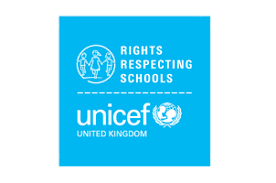 RIGHTS
RESPECTING
SCHOOLS
unicef
UNITED KINGDOM